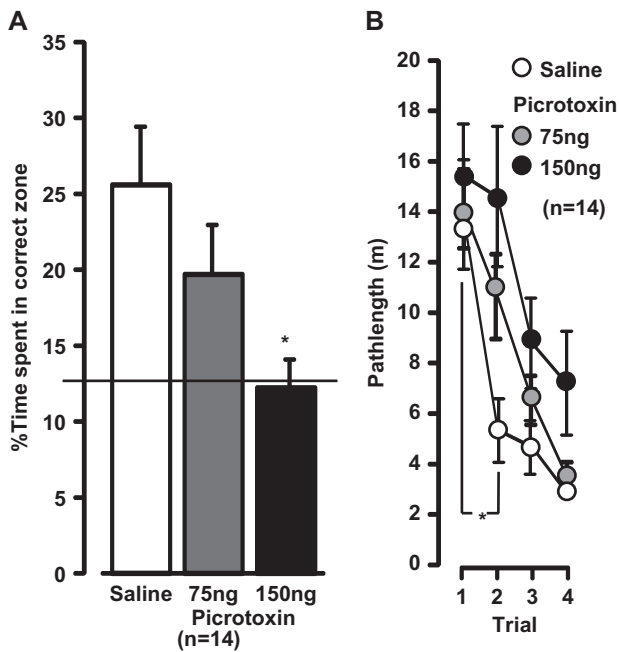 A
%Time spent in correct zone
35
30
25
20
15
10
5
0
*
Saline 75ng 150ng
Picrotoxin
(n=14)
B
Pathlength (m)
20
18
16
14
12
10
8
6
4
2
0
Saline
Picrotoxin
75ng
150ng
(n=14)
*
1 2 3 4
Trial